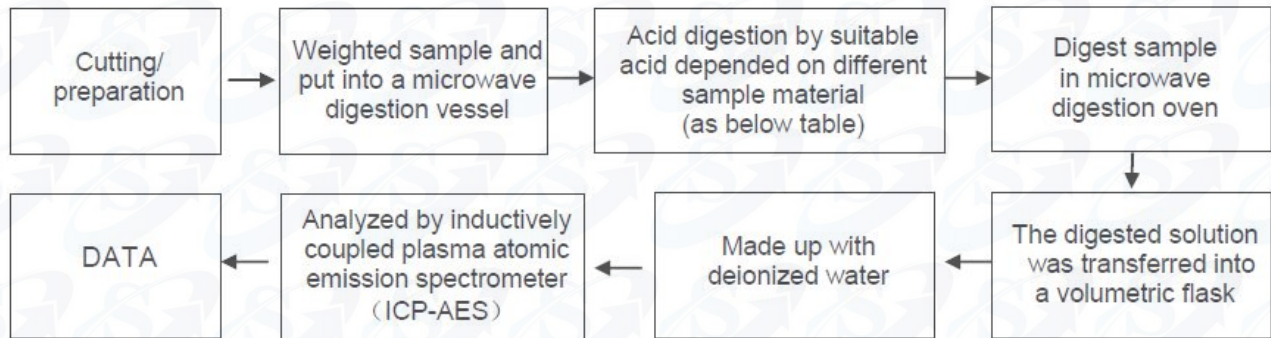 Cutting/
preparation
Weighted sample and
put into a microwave
digestion vessel
Acid digestion by suitable
acid depended on different
sample material
(as below table)
Digest sample
in microwave
digestion oven
The digested solution
was transferred into
a volumetric flask
Made up with
deionized water
Analyzed by inductively
coupled plasma atomic
emission spectrometer
（ICP-AES）
DATA